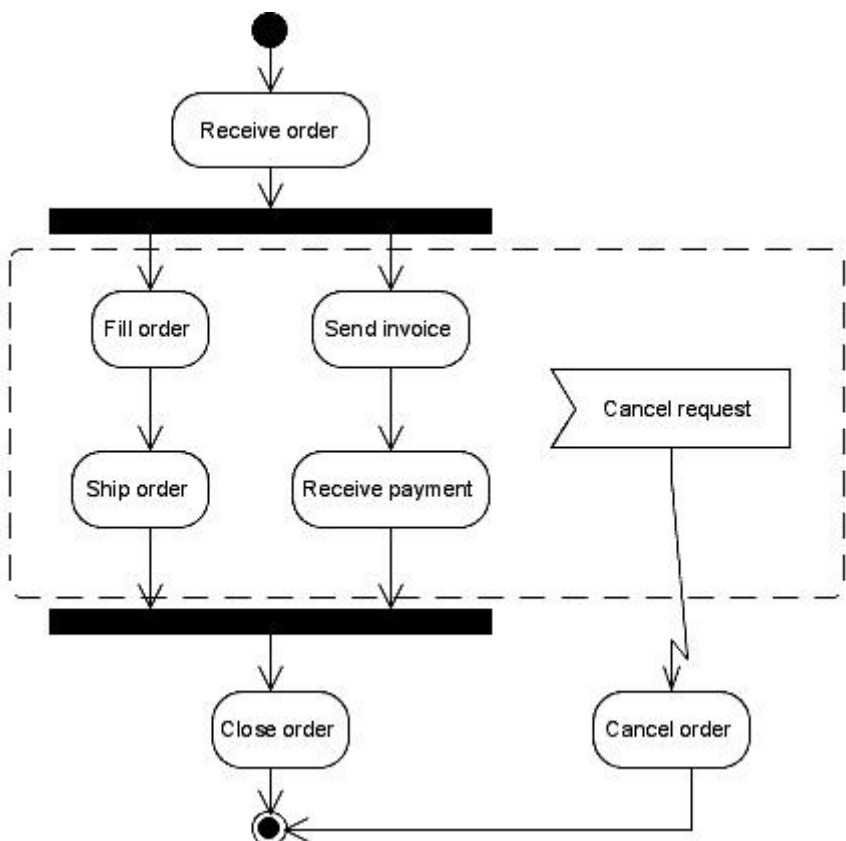 Receive order
Fill order
Send invoice
Cancel request
Ship order
Receive payment
Close order
Cancel order